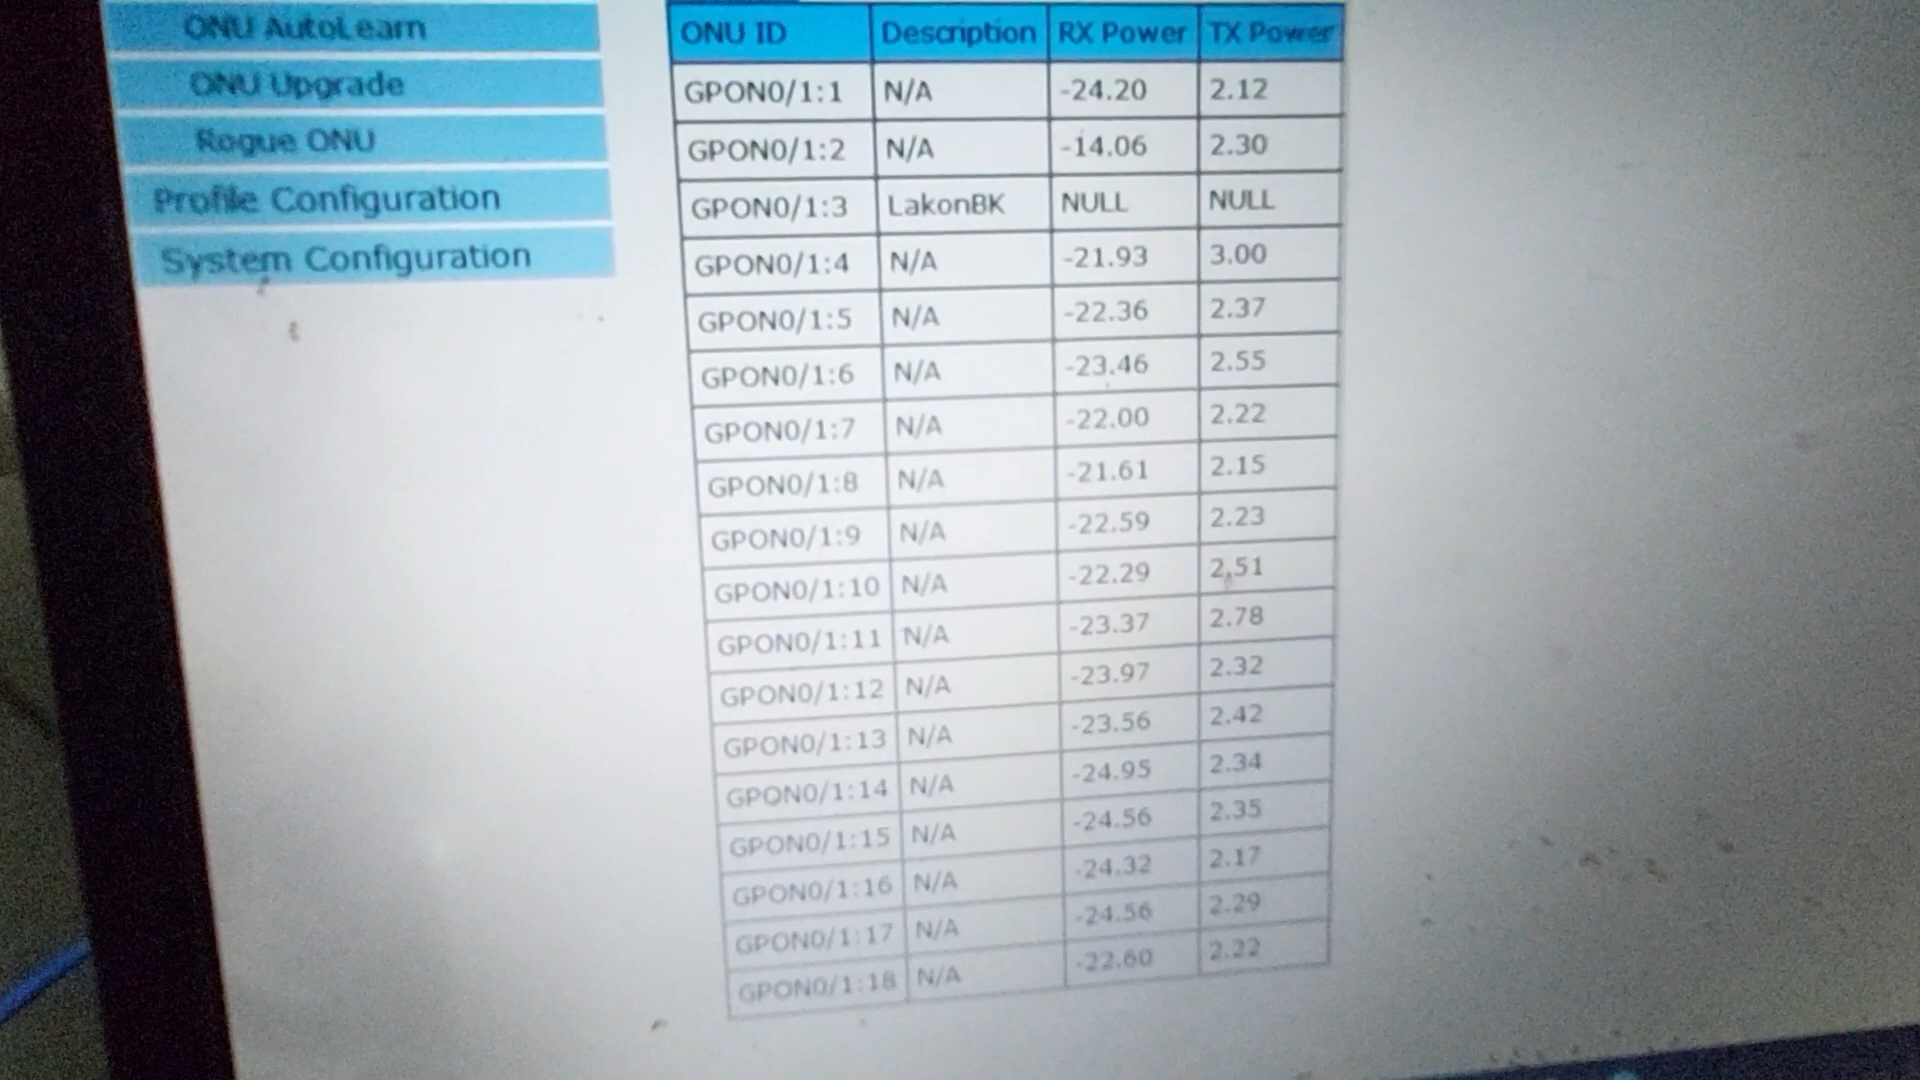 ONU AutoLearn
ONU Upgrade
Rogue ONU
Profile Configuration
System Configuration
ONU ID Description RX Power TX Power
GPON0/1:1 N/A -24.20 2.12
GPON0/1:2 N/A -14.06 2.30
GPON0/1:3 LakonBK NULL NULL
GPON0/1:4 N/A -21.93 3.00
GPON0/1:5 N/A -22.36 2.37
GPON0/1:6 N/A -23.46 2.55
GPON0/1:7 N/A -22.00 2.22
GPON0/1:8 N/A -21.61 2.15
GPON0/1:9 N/A -22.59 2.23
GPON0/1:10 N/A -22.29 2.51
GPON0/1:11 N/A -23.37 2.78
GPON0/1:12 N/A -23.97 2.32
GPON0/1:13 N/A -23.56 2.42
GPON0/1:14 N/A -24.95 2.34
GPON0/1:15 N/A -24.56 2.35
GPON0/1:16 N/A -24.32 2.17
GPON0/1:17 N/A -24.56 2.29
GPON0/1:18 N/A -22.60 2.22